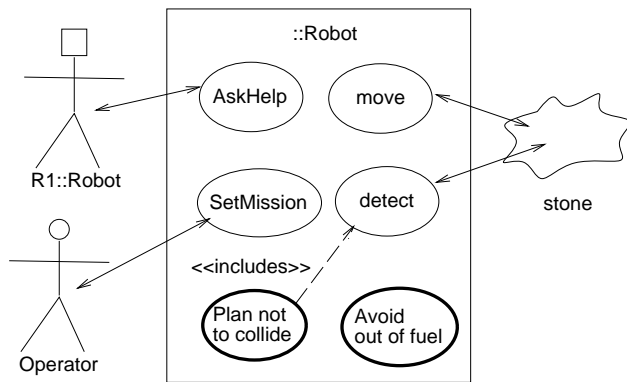 ::Robot
AskHelp
move
R1::Robot
SetMission
detect
stone
<<includes>>
Plan not
to collide
Avoid
out of fuel
Operator